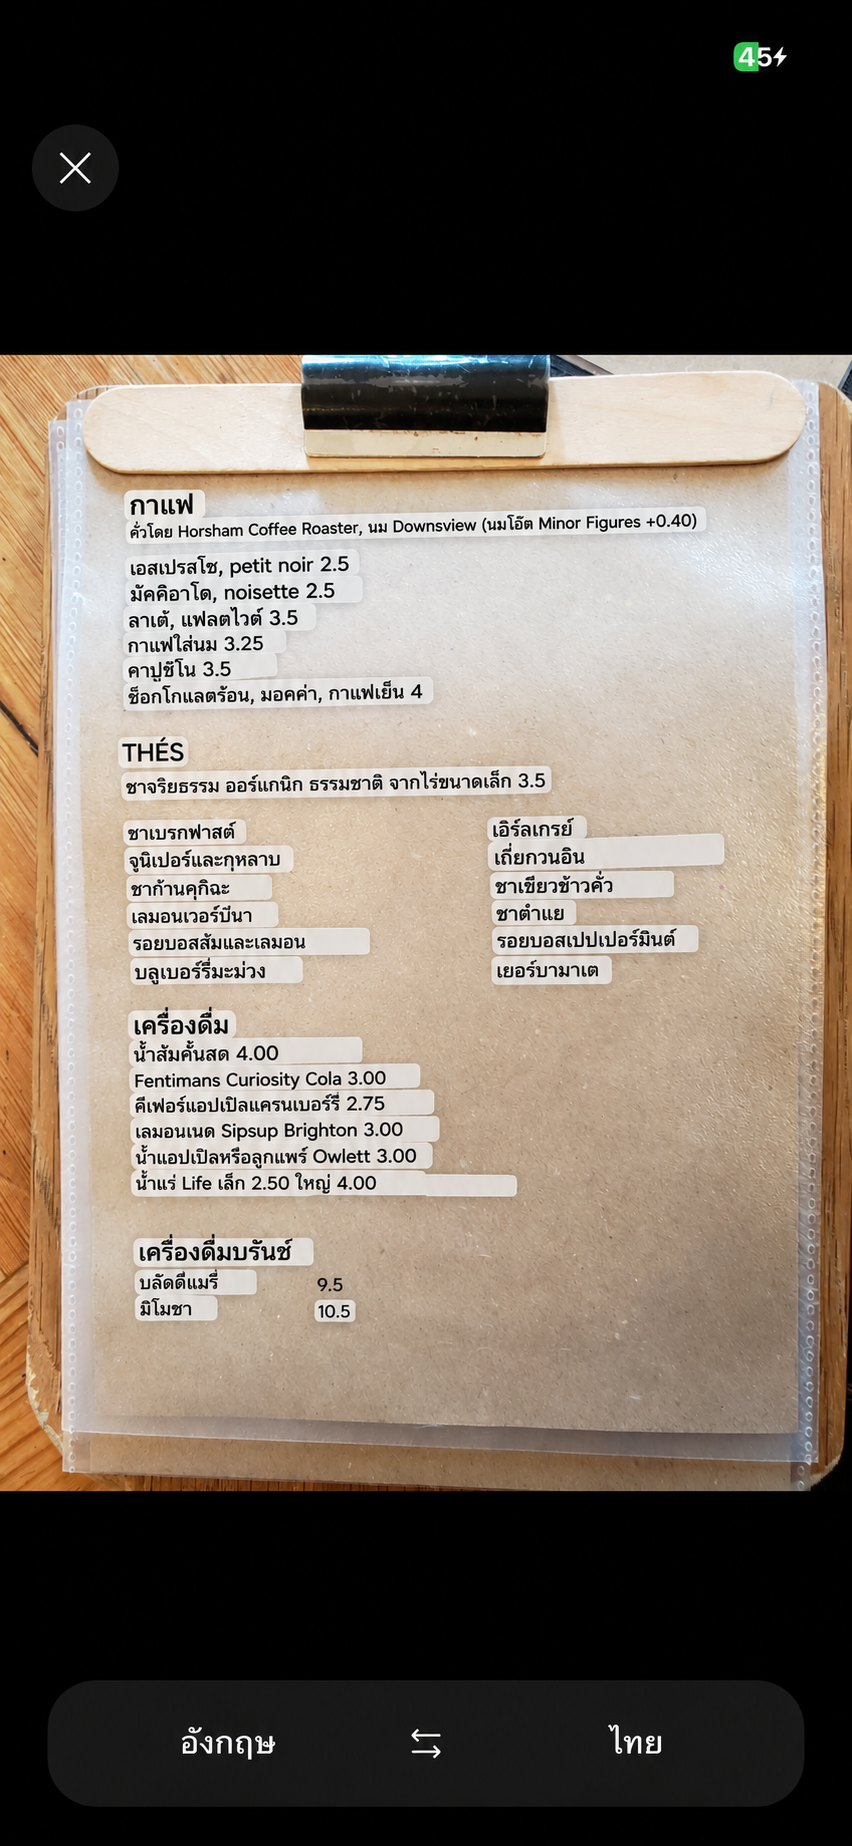 45
กาแฟ
คั่วโดย Horsham Coffee Roaster, นม Downsview (นมโอ๊ต Minor Figures +0.40)
เอสเปรสโซ, petit noir 2.5
มัคคิอาโต, noisette 2.5
ลาเต้, แฟลตไวต์ 3.5
กาแฟใส่นม 3.25
คาปูชิโน 3.5
ช็อกโกแลตร้อน, มอคค่า, กาแฟเย็น 4
THÉS
ชาจริยธรรม ออร์แกนิก ธรรมชาติ จากไร่ขนาดเล็ก 3.5
ชาเบรกฟาสต์
จูนิเปอร์และกุหลาบ
ชาก้านคุกิฉะ
เลมอนเวอร์บีนา
รอยบอสส้มและเลมอน
บลูเบอร์รี่มะม่วง
เอิร์ลเกรย์
เถี่ยกวนอิน
ชาเขียวข้าวคั่ว
ชาตำแย
รอยบอสเปปเปอร์มินต์
เยอร์บามาเต
เครื่องดื่ม
น้ำส้มคั้นสด 4.00
Fentimans Curiosity Cola 3.00
คีเฟอร์แอปเปิลแครนเบอร์รี่ 2.75
เลมอนเนด Sipsup Brighton 3.00
น้ำแอปเปิลหรือลูกแพร์ Owlett 3.00
น้ำแร่ Life เล็ก 2.50 ใหญ่ 4.00
เครื่องดื่มบรันช์
บลัดดีแมรี่ 9.5
มิโมซา 10.5
อังกฤษ ไทย